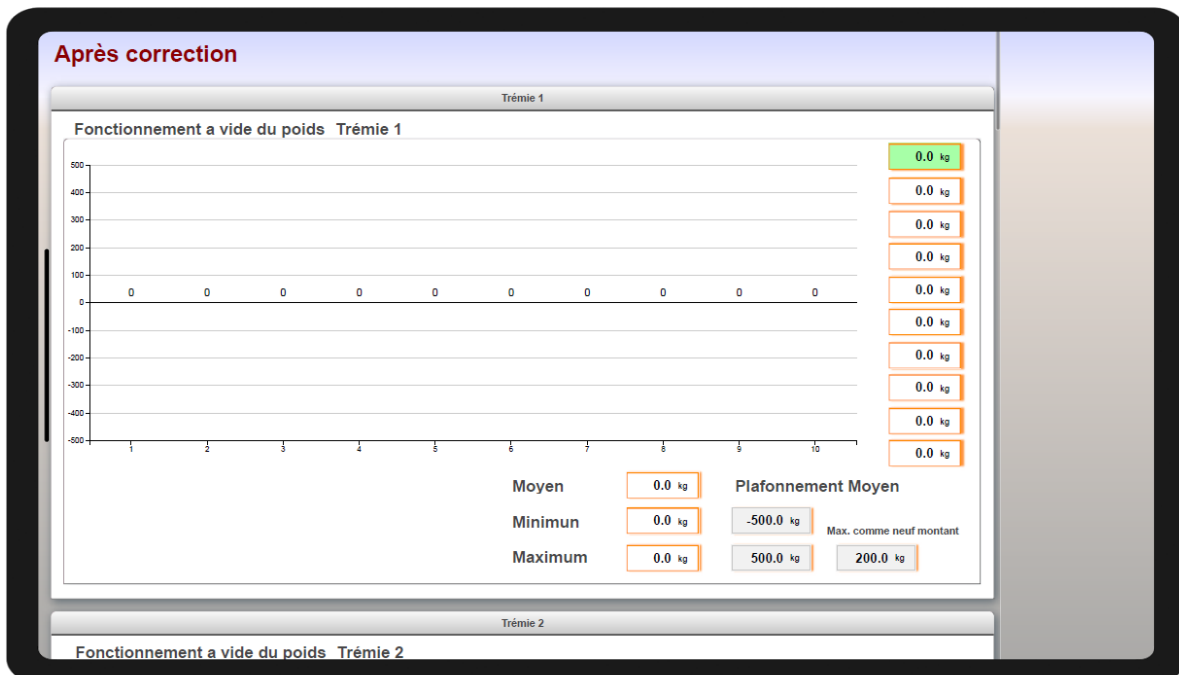 Après correction
Trémie 1
Fonctionnement a vide du poids Trémie 1
500
400
300
200
100
0
-100
-200
-300
-400
-500
0 0 0 0 0 0 0 0 0 0
1 2 3 4 5 6 7 8 9 10
0.0 kg
0.0 kg
0.0 kg
0.0 kg
0.0 kg
0.0 kg
0.0 kg
0.0 kg
0.0 kg
0.0 kg
Moyen 0.0 kg Plafonnement Moyen
Minimun 0.0 kg -500.0 kg Max. comme neuf montant
Maximum 0.0 kg 500.0 kg 200.0 kg
Trémie 2
Fonctionnement a vide du poids Trémie 2